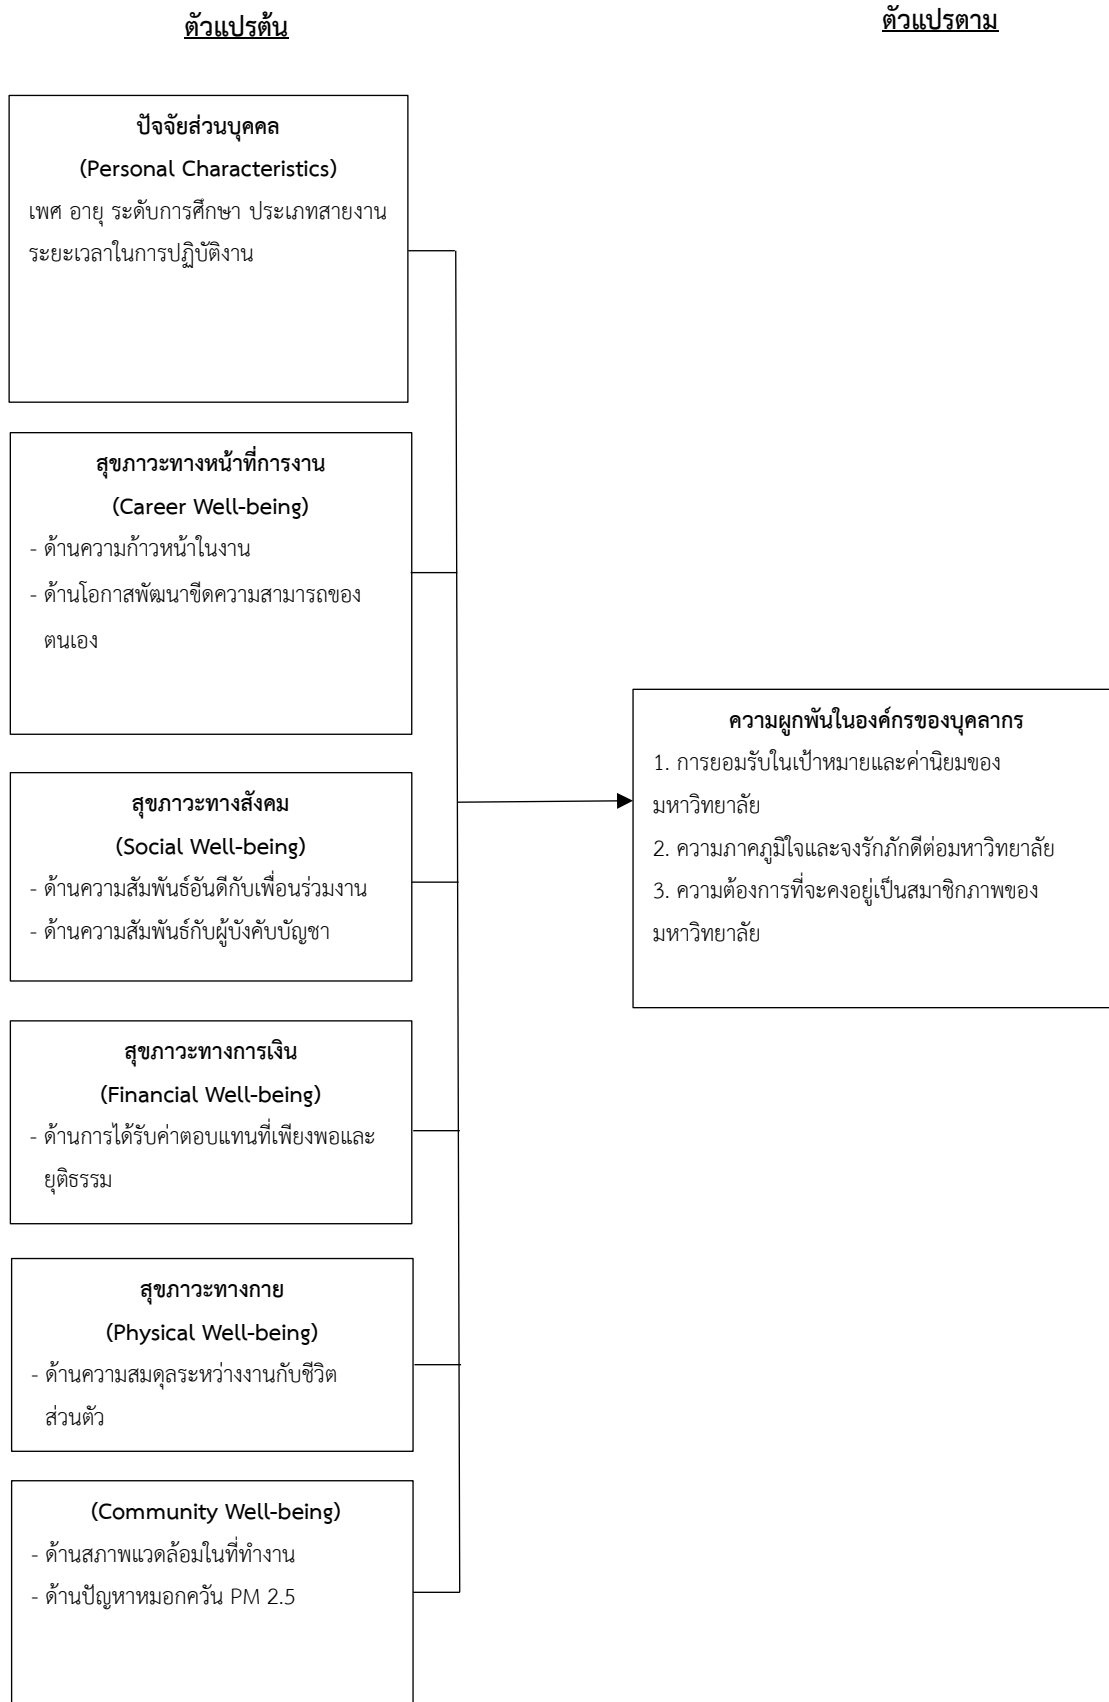 ตัวแปรต้น
ตัวแปรตาม
ปัจจัยส่วนบุคคล
(Personal Characteristics)
เพศ อายุ ระดับการศึกษา ประเภทสายงาน
ระยะเวลาในการปฏิบัติงาน
สุขภาวะทางหน้าที่การงาน
(Career Well-being)
- ด้านความก้าวหน้าในงาน
- ด้านโอกาสพัฒนาขีดความสามารถของ
ตนเอง
สุขภาวะทางสังคม
(Social Well-being)
- ด้านความสัมพันธ์อันดีกับเพื่อนร่วมงาน
- ด้านความสัมพันธ์กับผู้บังคับบัญชา
สุขภาวะทางการเงิน
(Financial Well-being)
- ด้านการได้รับค่าตอบแทนที่เพียงพอและ
ยุติธรรม
สุขภาวะทางกาย
(Physical Well-being)
- ด้านความสมดุลระหว่างงานกับชีวิต
ส่วนตัว
(Community Well-being)
- ด้านสภาพแวดล้อมในที่ทำงาน
- ด้านปัญหาหมอกควัน PM 2.5
ความผูกพันในองค์กรของบุคลากร
1. การยอมรับในเป้าหมายและค่านิยมของ
มหาวิทยาลัย
2. ความภาคภูมิใจและจงรักภักดีต่อมหาวิทยาลัย
3. ความต้องการที่จะคงอยู่เป็นสมาชิกภาพของ
มหาวิทยาลัย